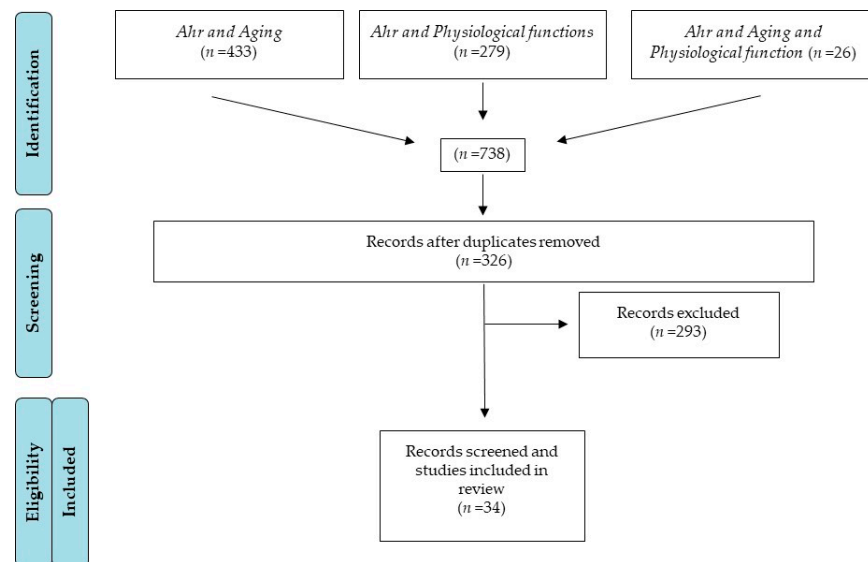 Identification
Ahr and Aging
(n=433)
Ahr and Physiological functions
(n=279)
Ahr and Aging and
Physiological function (n=26)
(n=738)
Screening
Records after duplicates removed
(n=326)
Records excluded
(n=293)
Eligibility
Included
Records screened and
studies included in
review
(n=34)